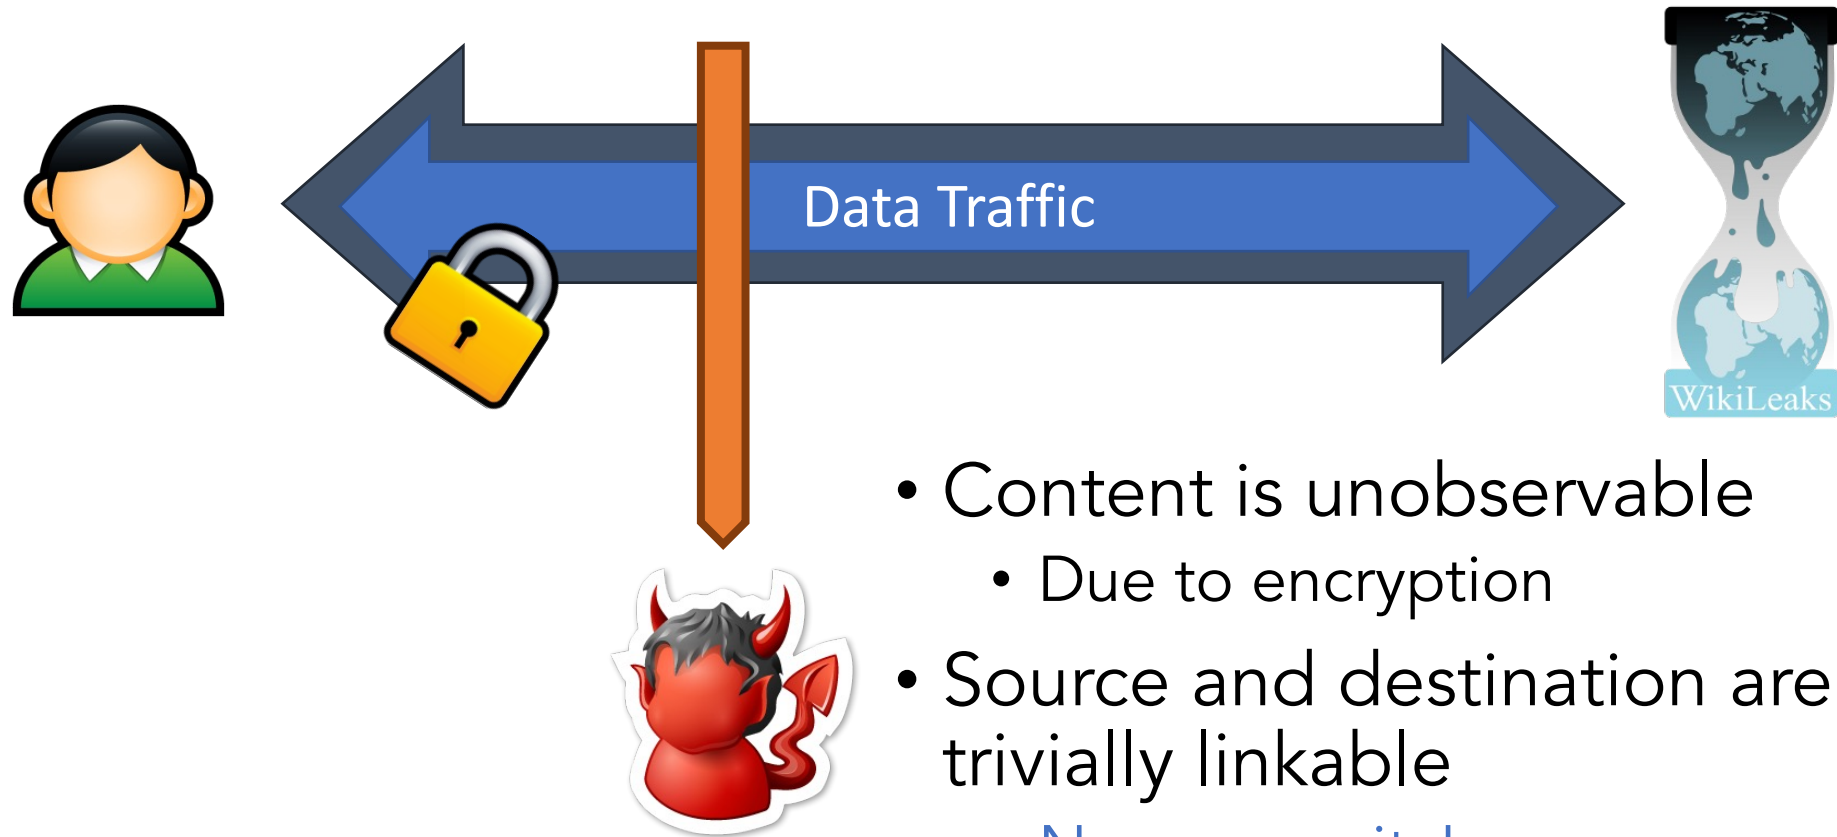 Data Traffic
WikiLeaks
• Content is unobservable
• Due to encryption
• Source and destination are
trivially linkable